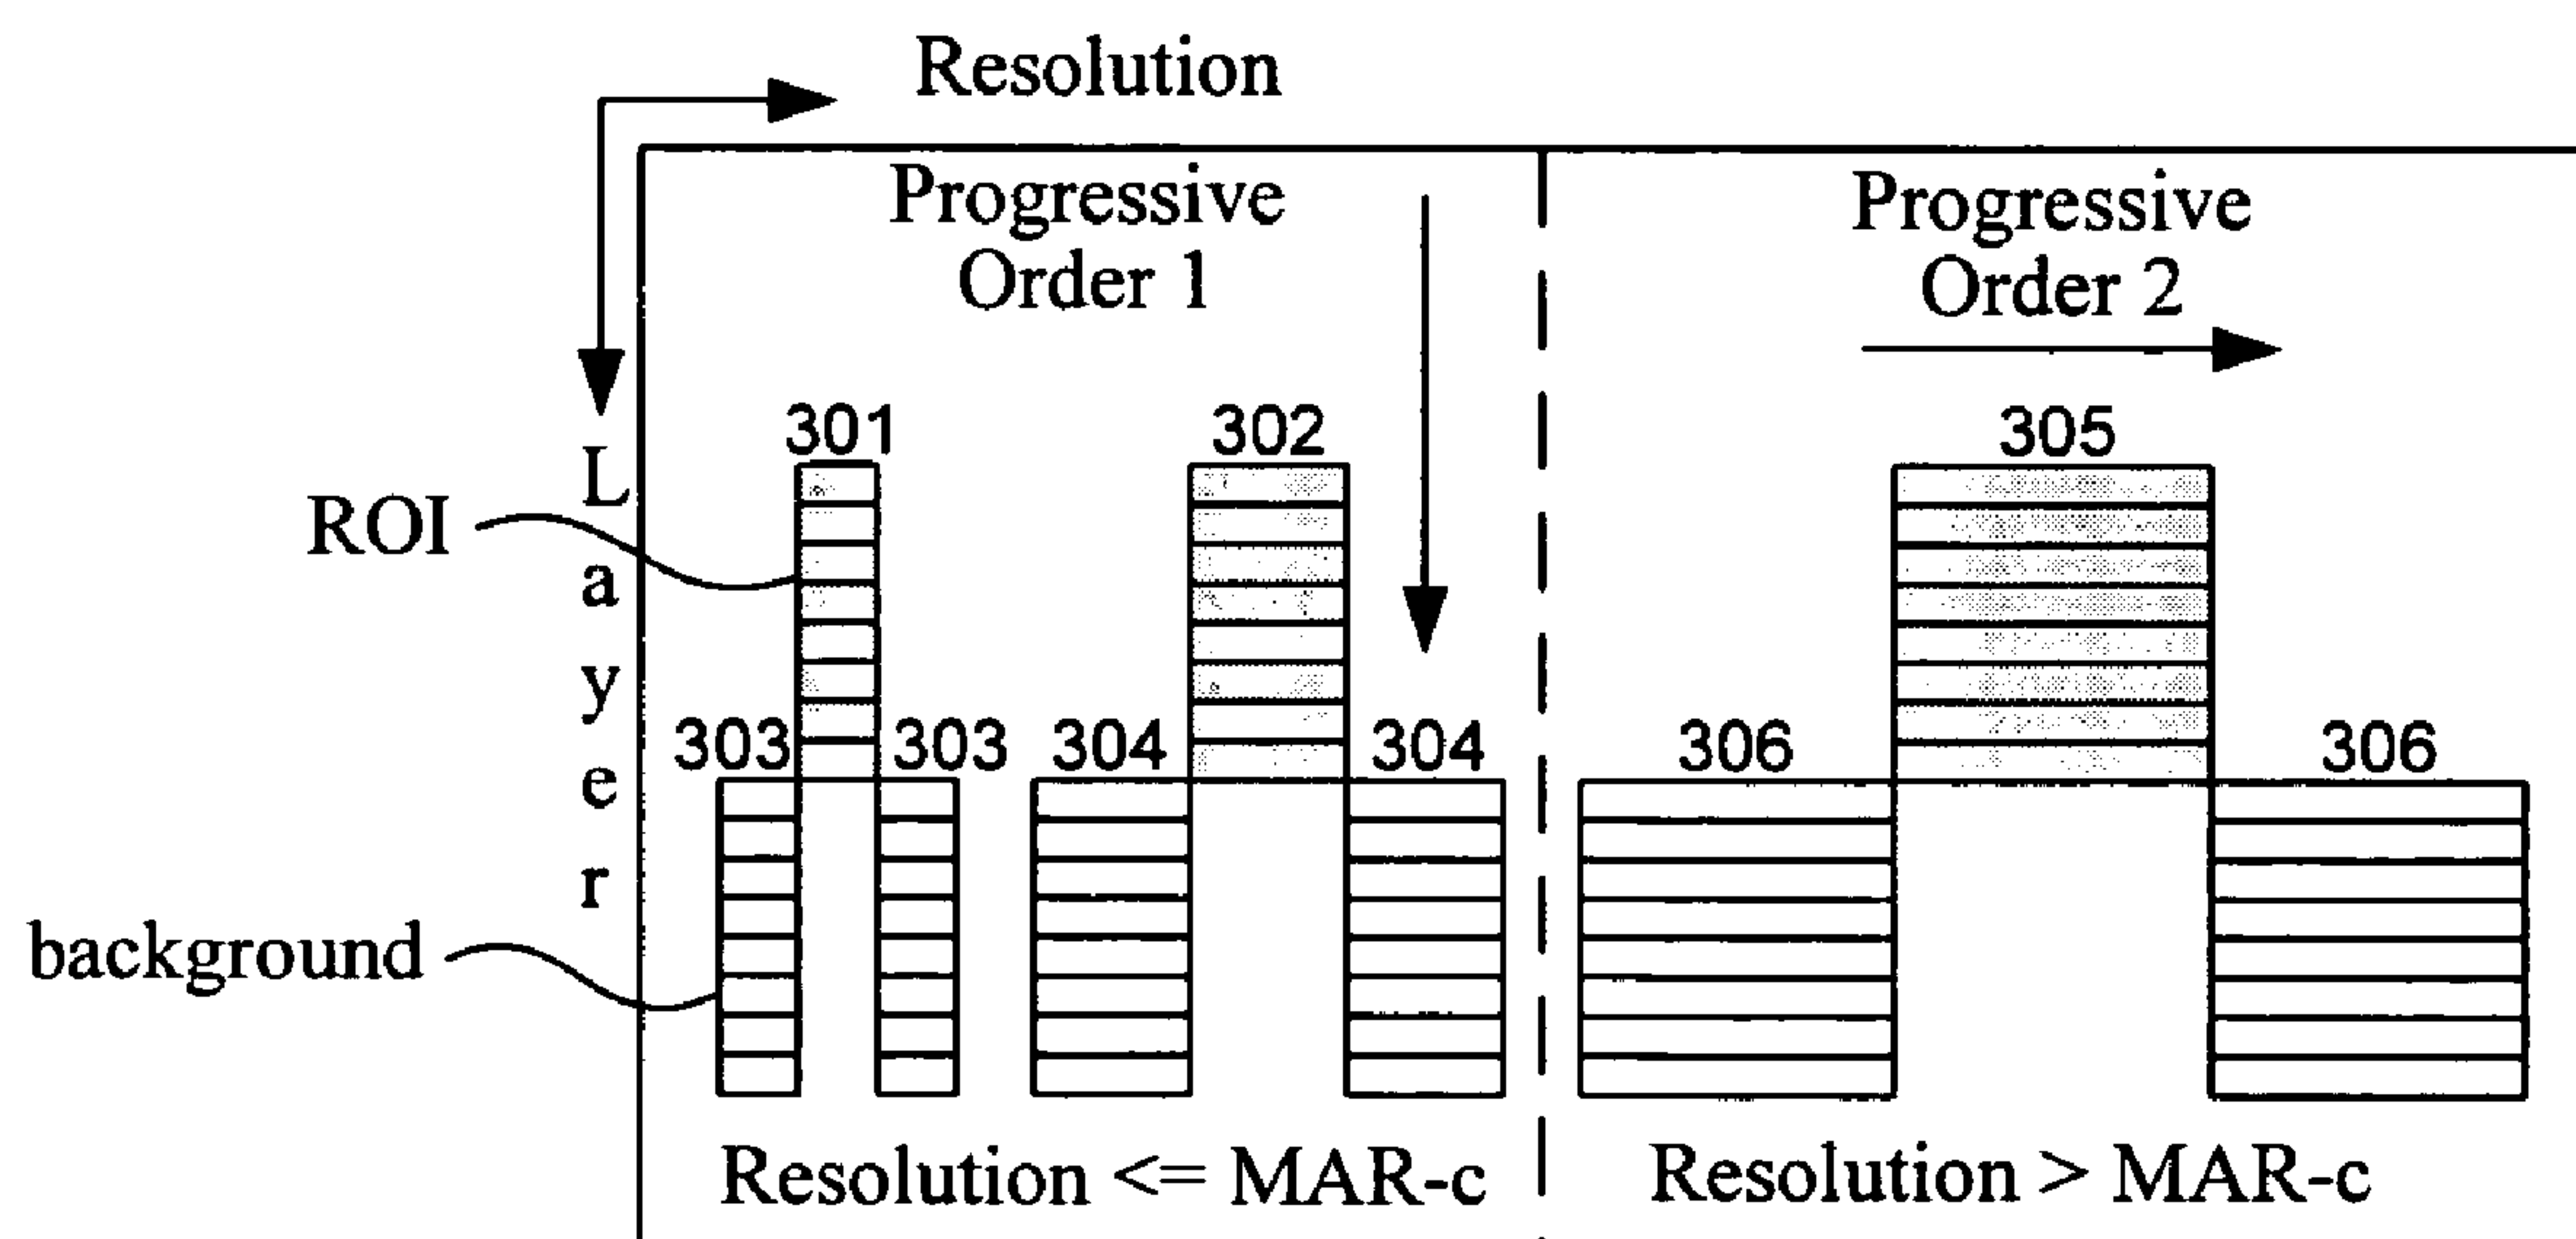 Resolution
Progressive
Order 1
Progressive
Order 2
301
302
305
Layer
ROI
303
303
304
304
306
306
background
Resolution <= MAR-c
Resolution > MAR-c